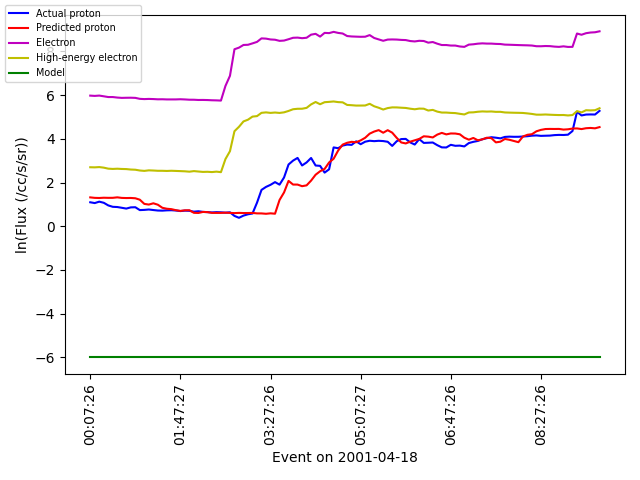 Actual proton
Predicted proton
Electron
High-energy electron
Model
8
6
4
2
0
−2
−4
−6
ln(Flux (/cc/s/sr))
00:07:26
01:47:27
03:27:26
05:07:27
06:47:26
08:27:26
Event on 2001-04-18